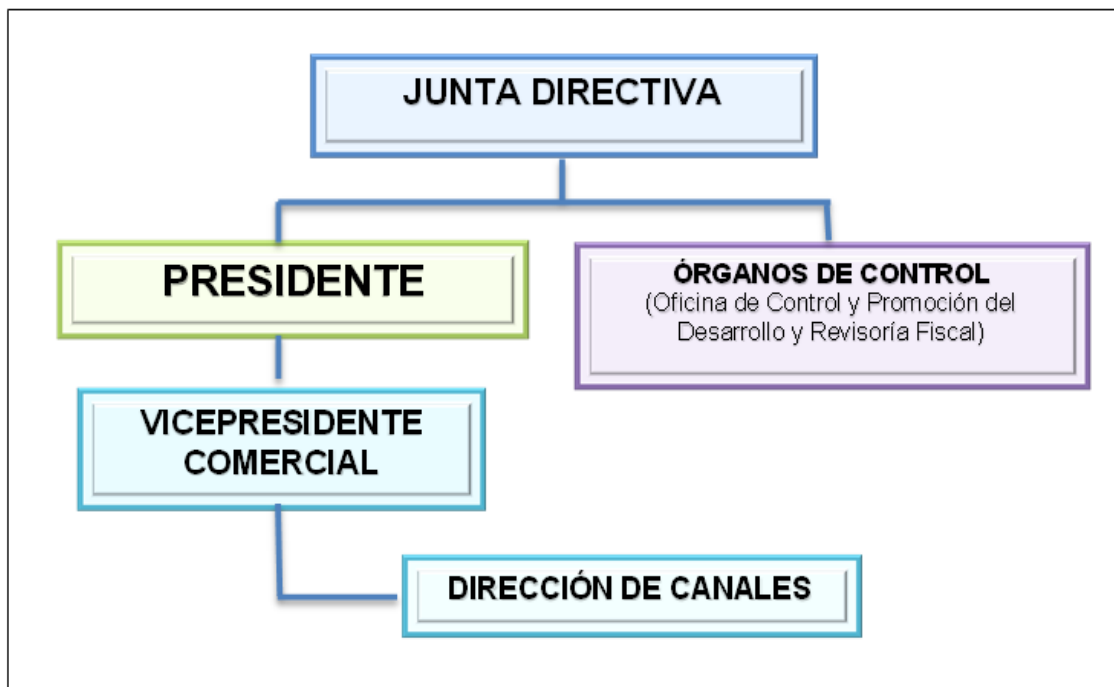 JUNTA DIRECTIVA
PRESIDENTE
ÓRGANOS DE CONTROL
(Oficina de Control y Promoción del
Desarrollo y Revisoría Fiscal)
VICEPRESIDENTE
COMERCIAL
DIRECCIÓN DE CANALES